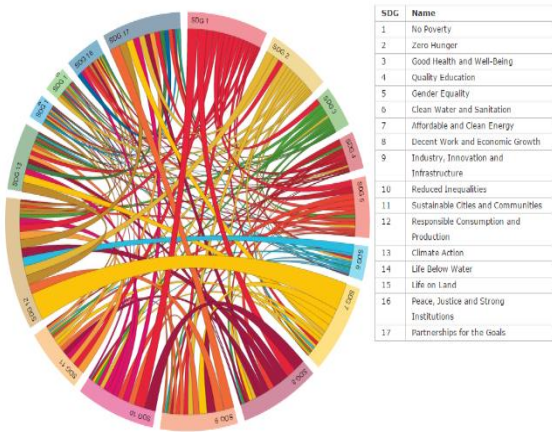 SDG 17
SDG 1
SDG 2
SDG 3
SDG 4
SDG 5
SDG 6
SDG 7
SDG 8
SDG 9
SDG 10
SDG 11
SDG 12
SDG 13
SDG 16
SDG Name
1 No Poverty
2 Zero Hunger
3 Good Health and Well-Being
4 Quality Education
5 Gender Equality
6 Clean Water and Sanitation
7 Affordable and Clean Energy
8 Decent Work and Economic Growth
9 Industry, Innovation and
Infrastructure
10 Reduced Inequalities
11 Sustainable Cities and Communities
12 Responsible Consumption and
Production
13 Climate Action
14 Life Below Water
15 Life on Land
16 Peace, Justice and Strong
Institutions
17 Partnerships for the Goals